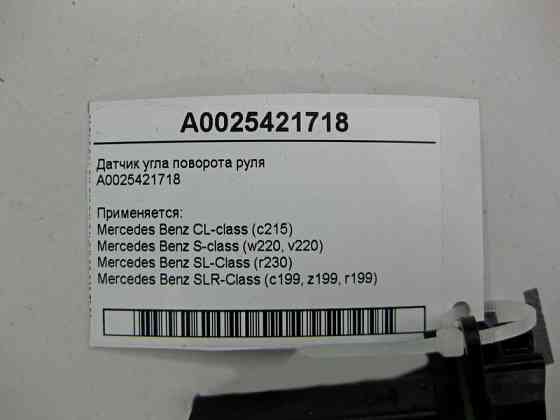 A0025421718
Датчик угла поворота руля
A0025421718
Применяется:
Mercedes Benz CL-class (c215)
Mercedes Benz S-class (w220, v220)
Mercedes Benz SL-Class (r230)
Mercedes Benz SLR-Class (c199, z199, r199)